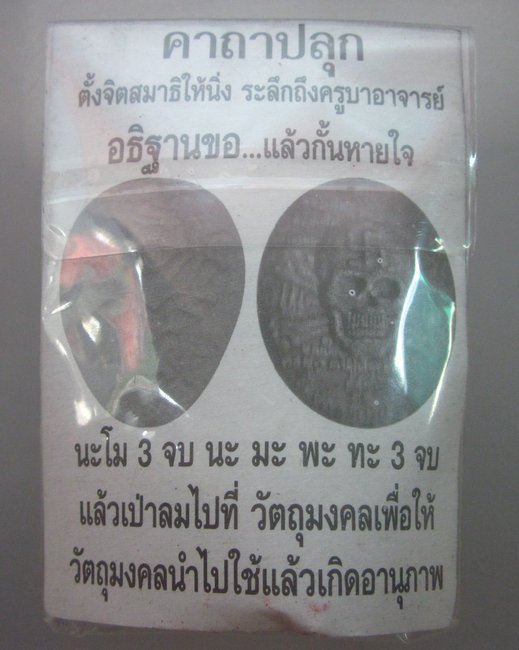 คาถาปลุก
ตั้งจิตสมาธิให้นิ่ง ระลึกถึงครูบาอาจารย์
อธิฐานขอ...แล้วกั้นหายใจ
นะโม 3 จบ นะ มะ พะ ทะ 3 จบ
แล้วเป่าลมไปที่ วัตถุมงคลเพื่อให้
วัตถุมงคลนำไปใช้แล้วเกิดอานุภาพ